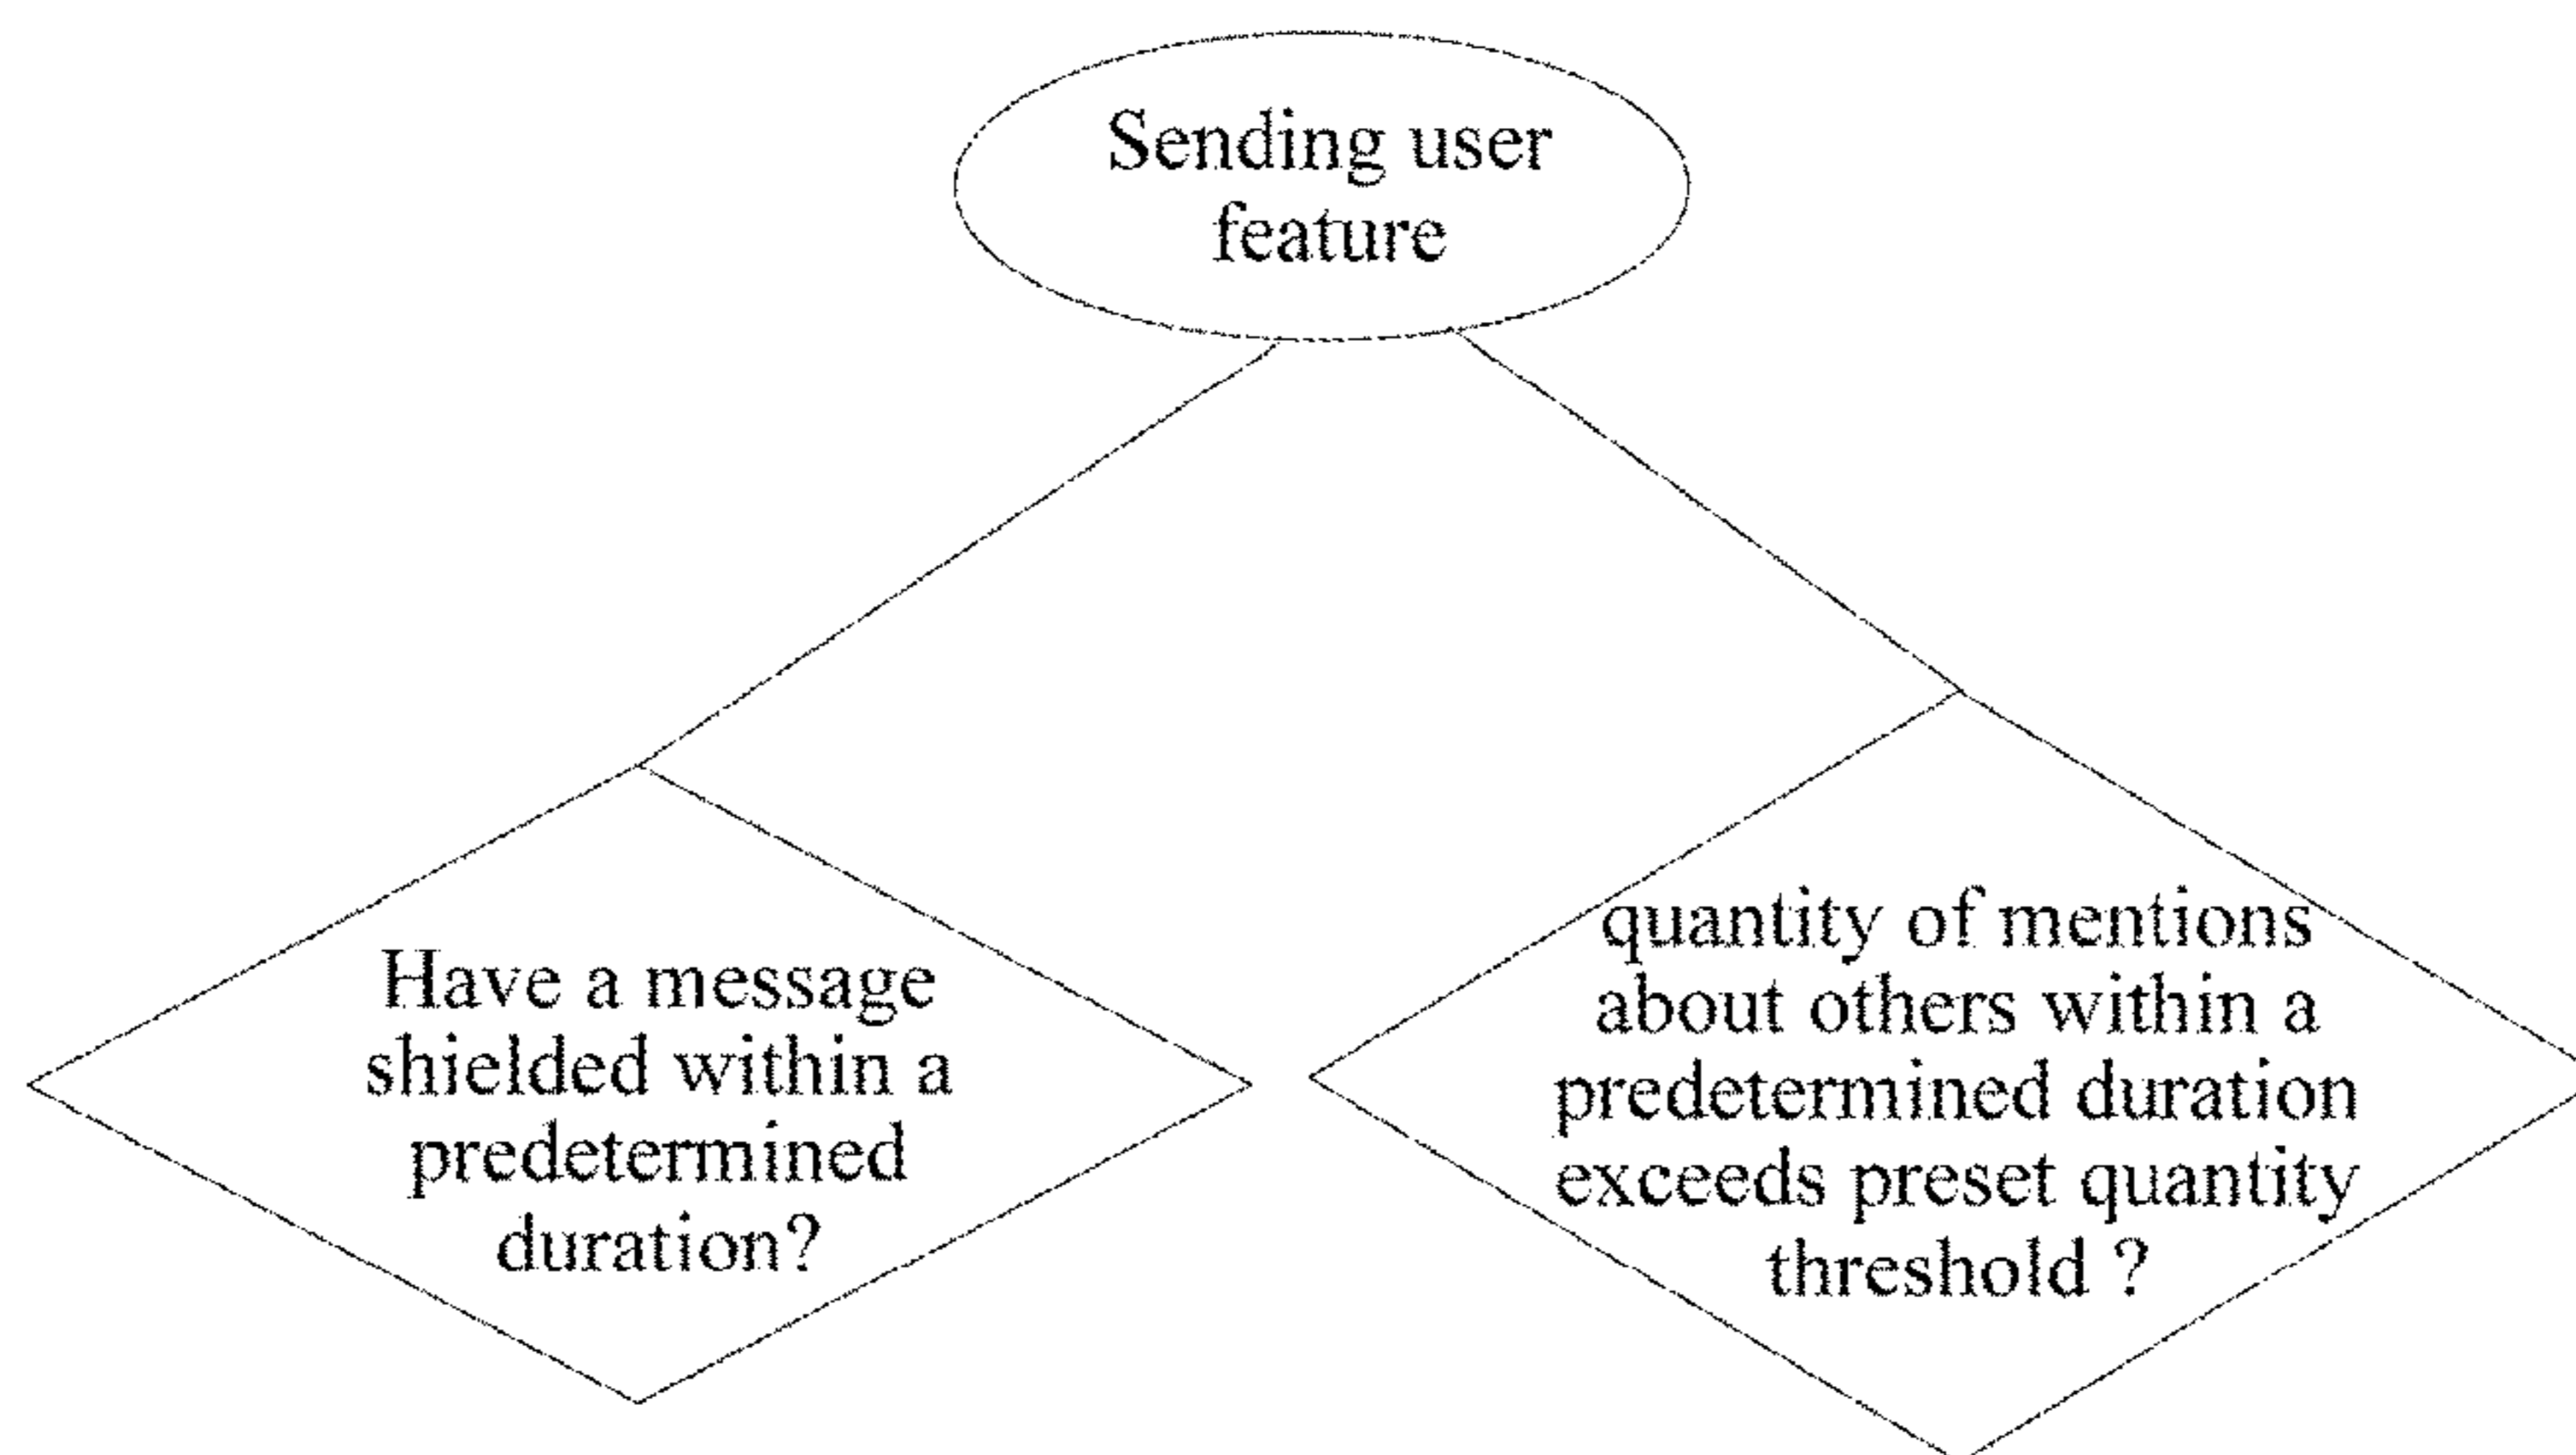 Sending user
feature
Have a message
shielded within a
predetermined
duration?
quantity of mentions
about others within a
predetermined duration
exceeds preset quantity
threshold ?